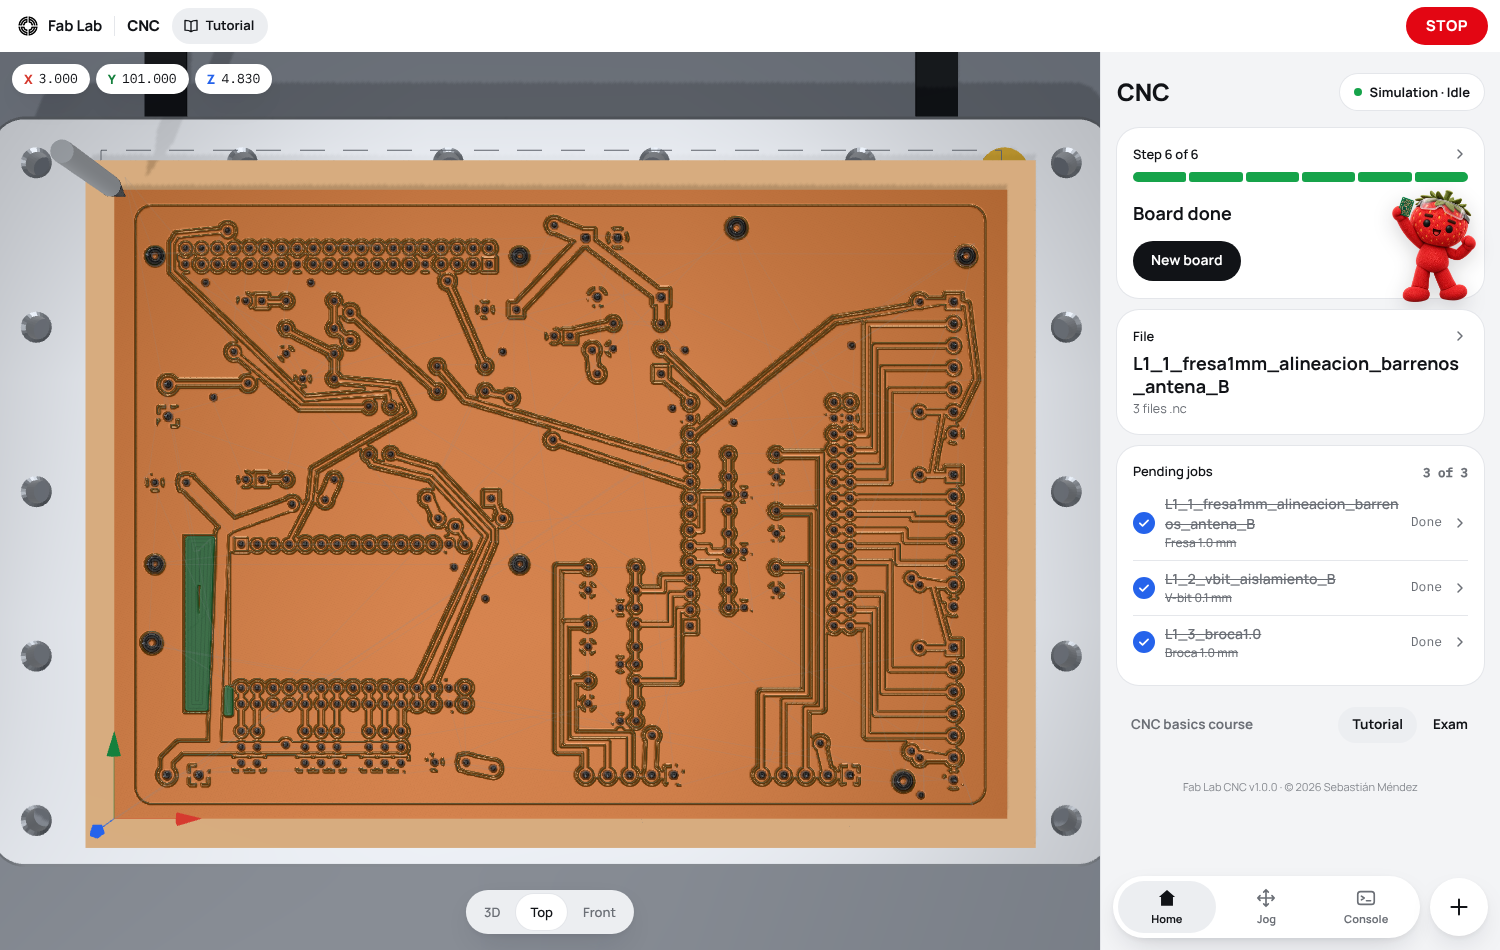 Fab Lab
CNC
Tutorial
STOP
X 3.000
Y 101.000
Z 4.830
CNC
Simulation · Idle
Step 6 of 6
Board done
New board
File
L1_1_fresa1mm_alineacion_barrenos
_antena_B
3 files .nc
Pending jobs
3 of 3
L1_1_fresa1mm_alineacion_barren
os_antena_B
Done
Fresa 1.0 mm
L1_2_vbit_aislamiento_B
Done
V-bit 0.1 mm
L1_3_broca1.0
Done
Broca 1.0 mm
CNC basics course
Tutorial
Exam
Fab Lab CNC v1.0.0 · © 2026 Sebastián Méndez
3D
Top
Front
Home
Jog
Console